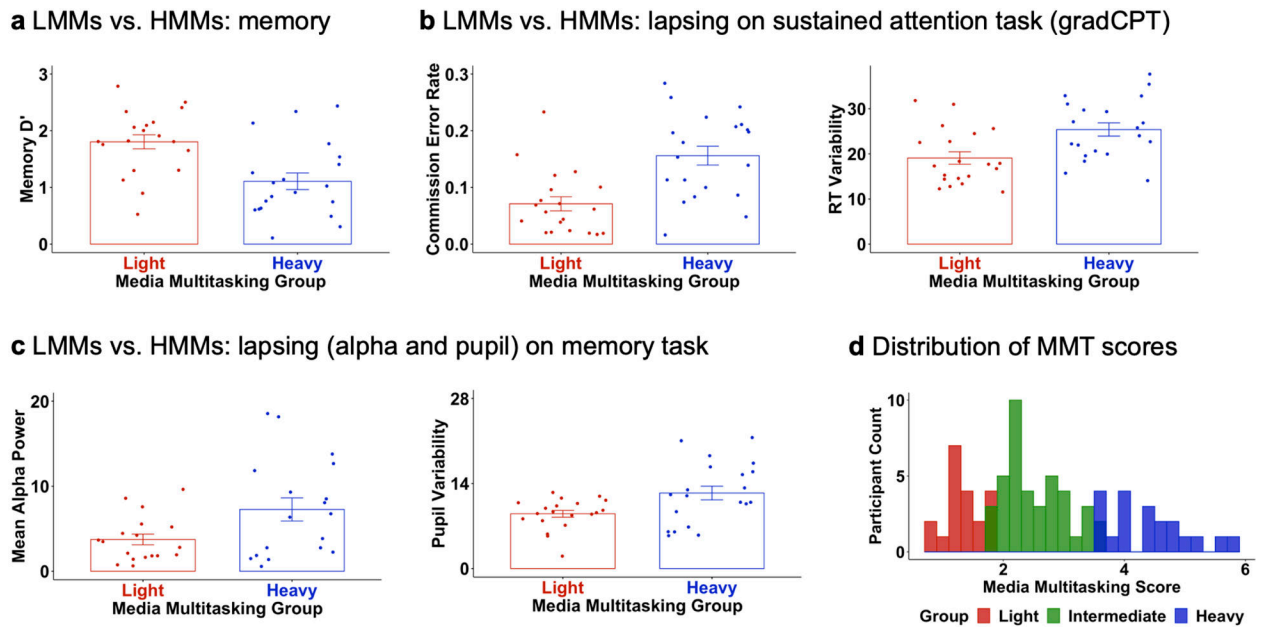 a LMMs vs. HMMs: memory
b LMMs vs. HMMs: lapsing on sustained attention task (gradCPT)
3
2
1
0
Memory D'
Light
Heavy
Media Multitasking Group
0.3
0.2
0.1
0.0
Commission Error Rate
Light
Heavy
Media Multitasking Group
30
20
10
0
RT Variability
Light
Heavy
Media Multitasking Group
c LMMs vs. HMMs: lapsing (alpha and pupil) on memory task
d Distribution of MMT scores
20
10
0
Mean Alpha Power
Light
Heavy
Media Multitasking Group
28
14
0
Pupil Variability
Light
Heavy
Media Multitasking Group
10
5
0
Participant Count
2 4 6
Media Multitasking Score
Group Light Intermediate Heavy